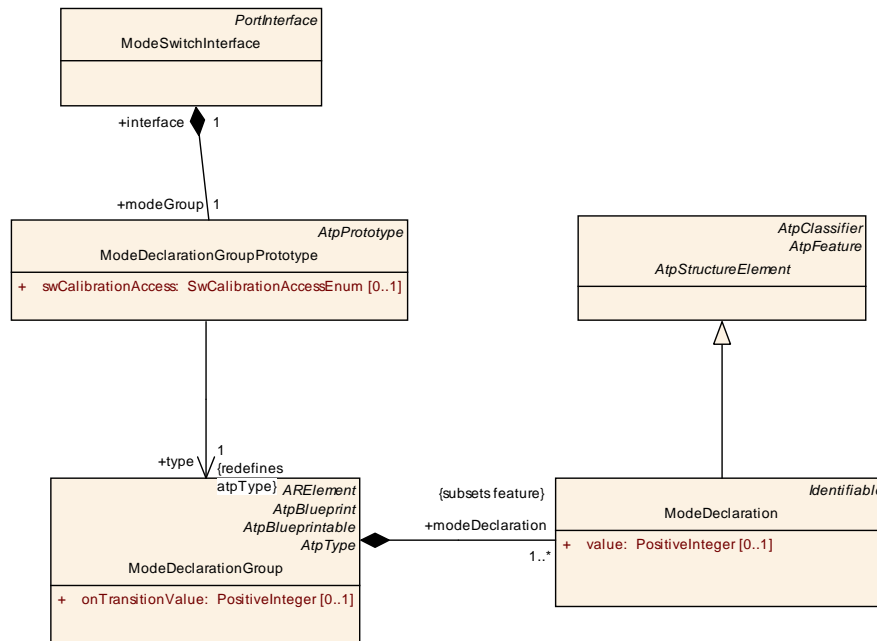 PortInterface
ModeSwitchInterface
+interface 1
+modeGroup 1
AtpPrototype
ModeDeclarationGroupPrototype
+ swCalibrationAccess: SwCalibrationAccessEnum [0..1]
AtpClassifier
AtpFeature
AtpStructureElement
+type 1
{redefines
atpType}
ARElement
AtpBlueprint
AtpBlueprintable
AtpType
ModeDeclarationGroup
+ onTransitionValue: PositiveInteger [0..1]
{subsets feature}
+modeDeclaration
1..*
Identifiable
ModeDeclaration
+ value: PositiveInteger [0..1]